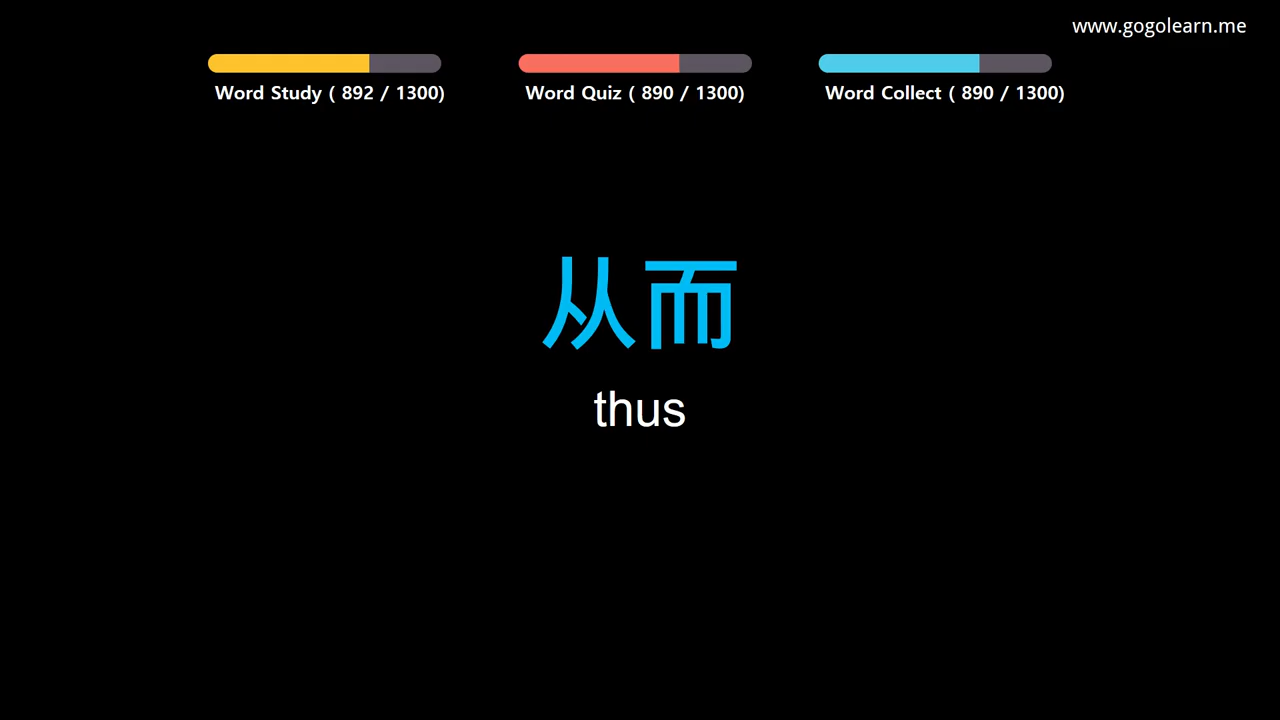 www.gogolearn.me
Word Study ( 892 / 1300)
Word Quiz ( 890 / 1300)
Word Collect ( 890 / 1300)
从而
thus